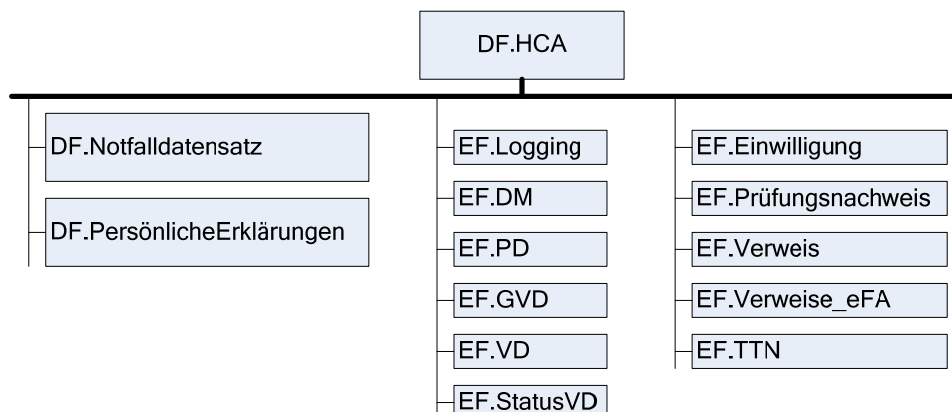 DF.HCA
DF.Notfalldatensatz
DF.PersönlicheErklärungen
EF.Logging
EF.DM
EF.PD
EF.GVD
EF.VD
EF.StatusVD
EF.Einwilligung
EF.Prüfungsnachweis
EF.Verweis
EF.Verweise_eFA
EF.TTN